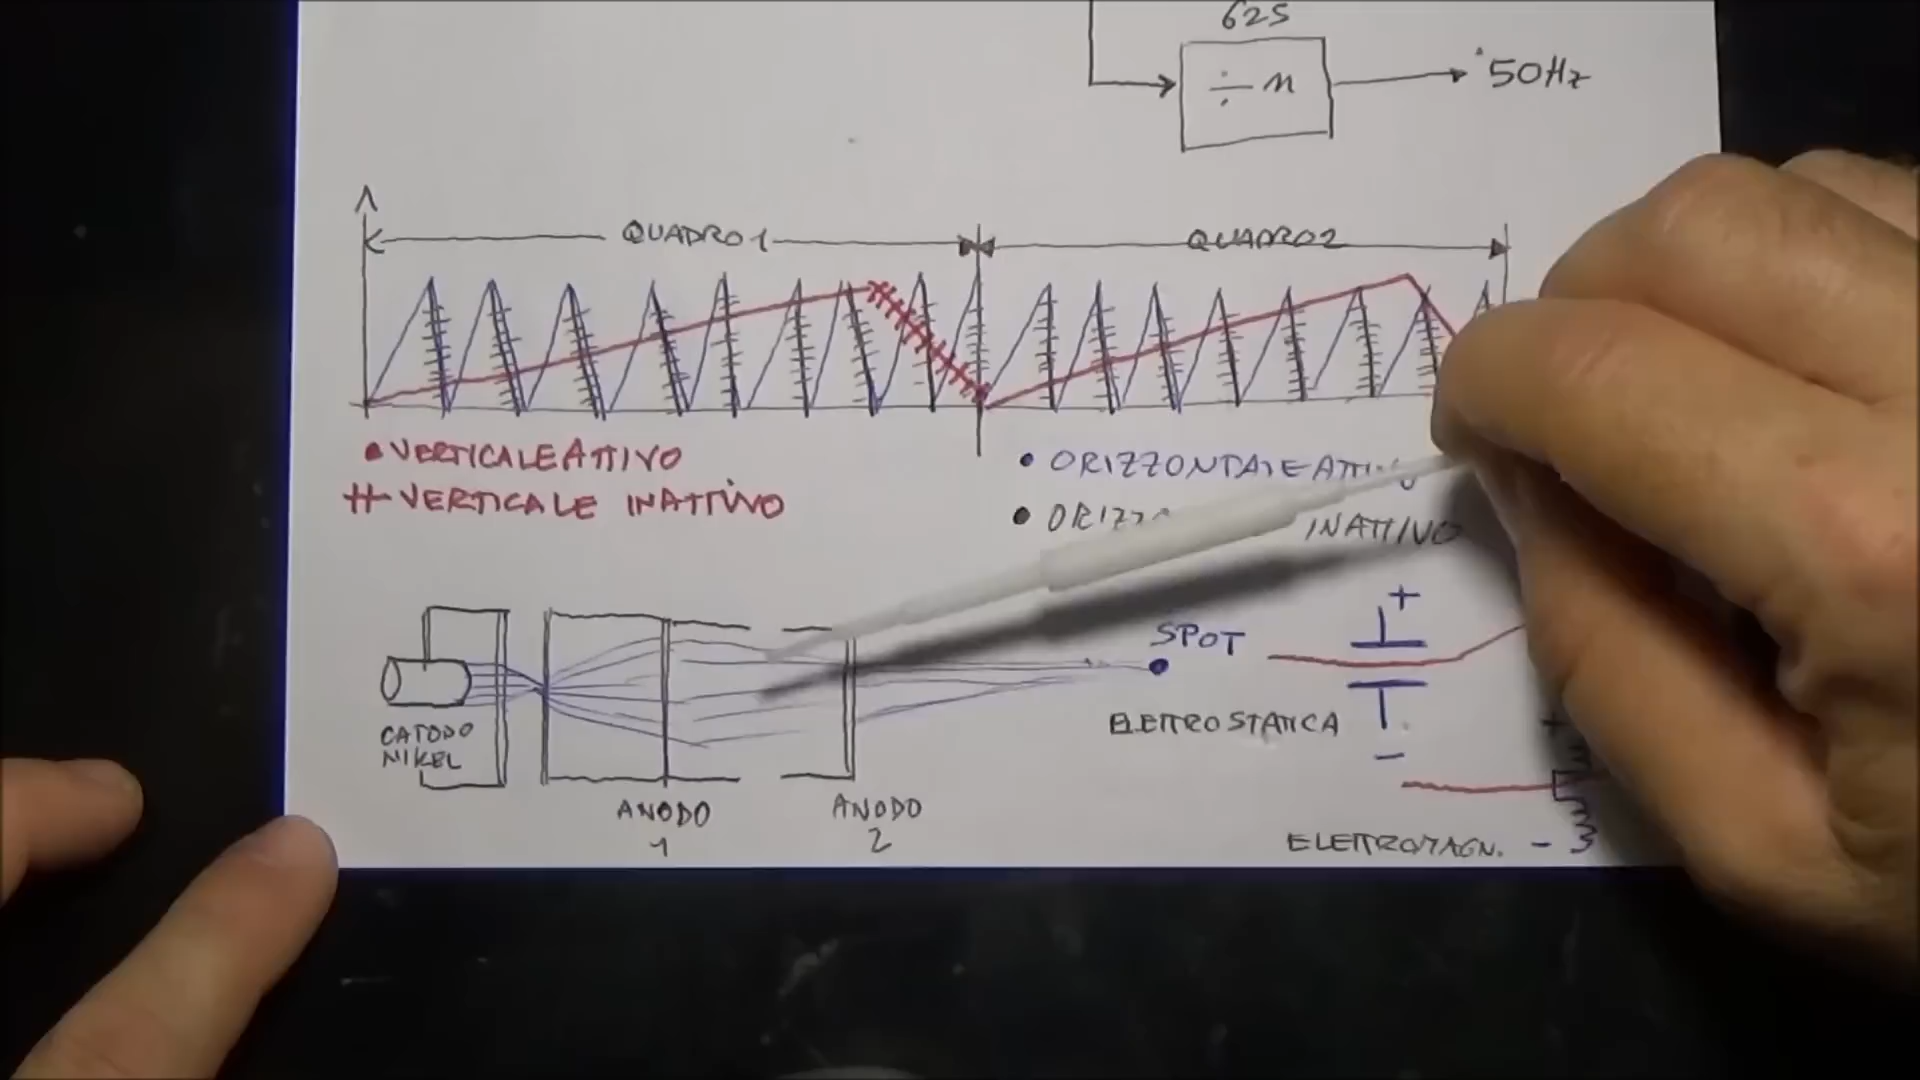 625
÷ n
50Hz
QUADRO 1
QUADRO 2
VERTICALE ATTIVO
VERTICALE INATTIVO
ORIZZONTALE
INATTIVO
SPOT
+
CATODO
NIKEL
ELETTROSTATICA
-
+
ANODO
1
ANODO
2
ELETTROMAGN. -